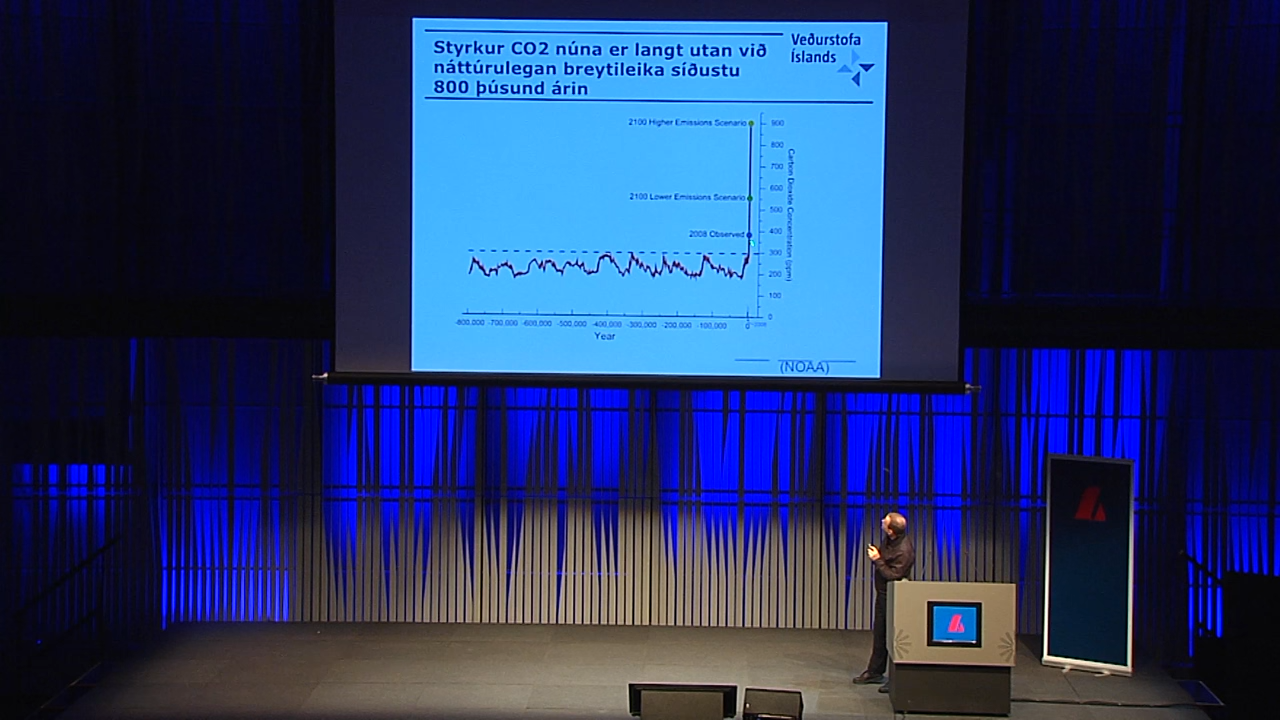 Styrkur CO2 núna er langt utan við
náttúrulegan breytileika síðustu
800 þúsund árin
Veðurstofa
Íslands
2100 Higher Emissions Scenario
2100 Lower Emissions Scenario
2008 Observed
900
800
700
600
500
400
300
200
100
0
Carbon Dioxide Concentration (ppm)
-800,000 -700,000 -600,000 -500,000 -400,000 -300,000 -200,000 -100,000 0
Year
(NOAA)